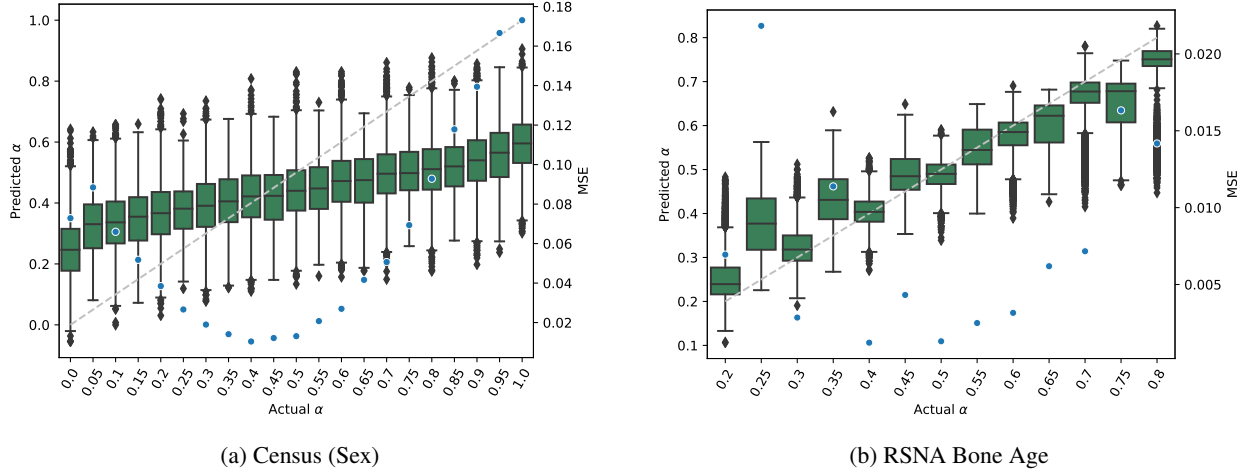 1.0
0.8
0.6
0.4
0.2
0.0
Predicted α
0.18
0.16
0.14
0.12
0.10
0.08
0.06
0.04
0.02
MSE
0.0 0.05 0.1 0.15 0.2 0.25 0.3 0.35 0.4 0.45 0.5 0.55 0.6 0.65 0.7 0.75 0.8 0.85 0.9 0.95 1.0
Actual α
(a) Census (Sex)
0.8
0.7
0.6
0.5
0.4
0.3
0.2
0.1
Predicted α
0.020
0.015
0.010
0.005
MSE
0.2 0.25 0.3 0.35 0.4 0.45 0.5 0.55 0.6 0.65 0.7 0.75 0.8
Actual α
(b) RSNA Bone Age